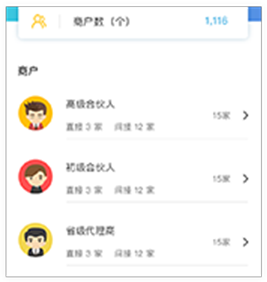 商户数（个） 1,116
商户
高级合伙人
15家
直接 3 家 间接 12 家
初级合伙人
15家
直接 3 家 间接 12 家
省级代理商
15家
直接 3 家 间接 12 家